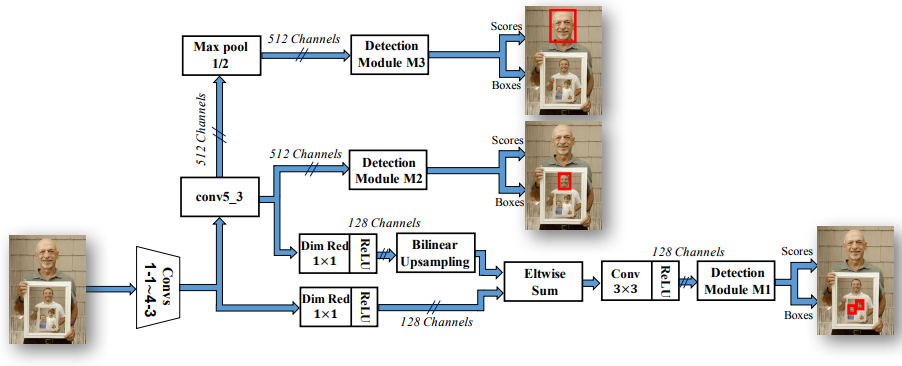 Max pool
1/2
512 Channels
Detection
Module M3
Scores
Boxes
512 Channels
conv5_3
512 Channels
Detection
Module M2
Scores
Boxes
Convs
1-1~4-3
Dim Red
1×1
ReLU
128 Channels
Bilinear
Upsampling
Dim Red
1×1
ReLU
128 Channels
Eltwise
Sum
Conv
3×3
ReLU
128 Channels
Detection
Module M1
Scores
Boxes